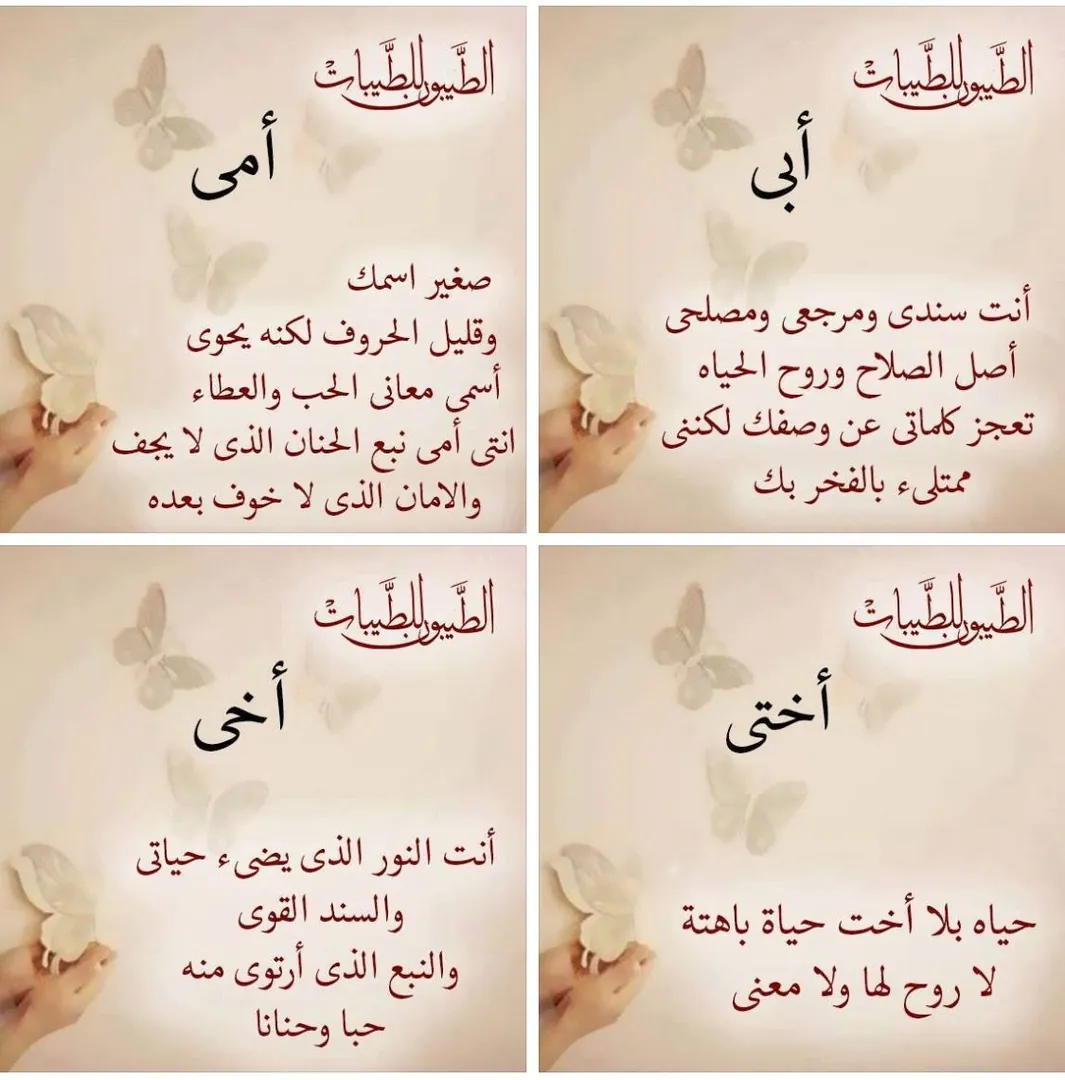 الطَّيبون للطَّيبات
أبي
أنت سندى ومرجعى ومصلحى
أصل الصلاح وروح الحياه
تعجز كلماتى عن وصفك لكننى
ممتلىء بالفخر بك
الطَّيبون للطَّيبات
أمى
صغير اسمك
وقليل الحروف لكنه يحوى
أسمى معانى الحب والعطاء
انتى أمى نبع الحنان الذى لا يجف
والامان الذى لا خوف بعده
الطَّيبون للطَّيبات
أختى
حياه بلا أخت حياة باهتة
لا روح لها ولا معنى
الطَّيبون للطَّيبات
أخى
أنت النور الذى يضىء حياتى
والسند القوى
والنبع الذى أرتوى منه
حبا وحنانا